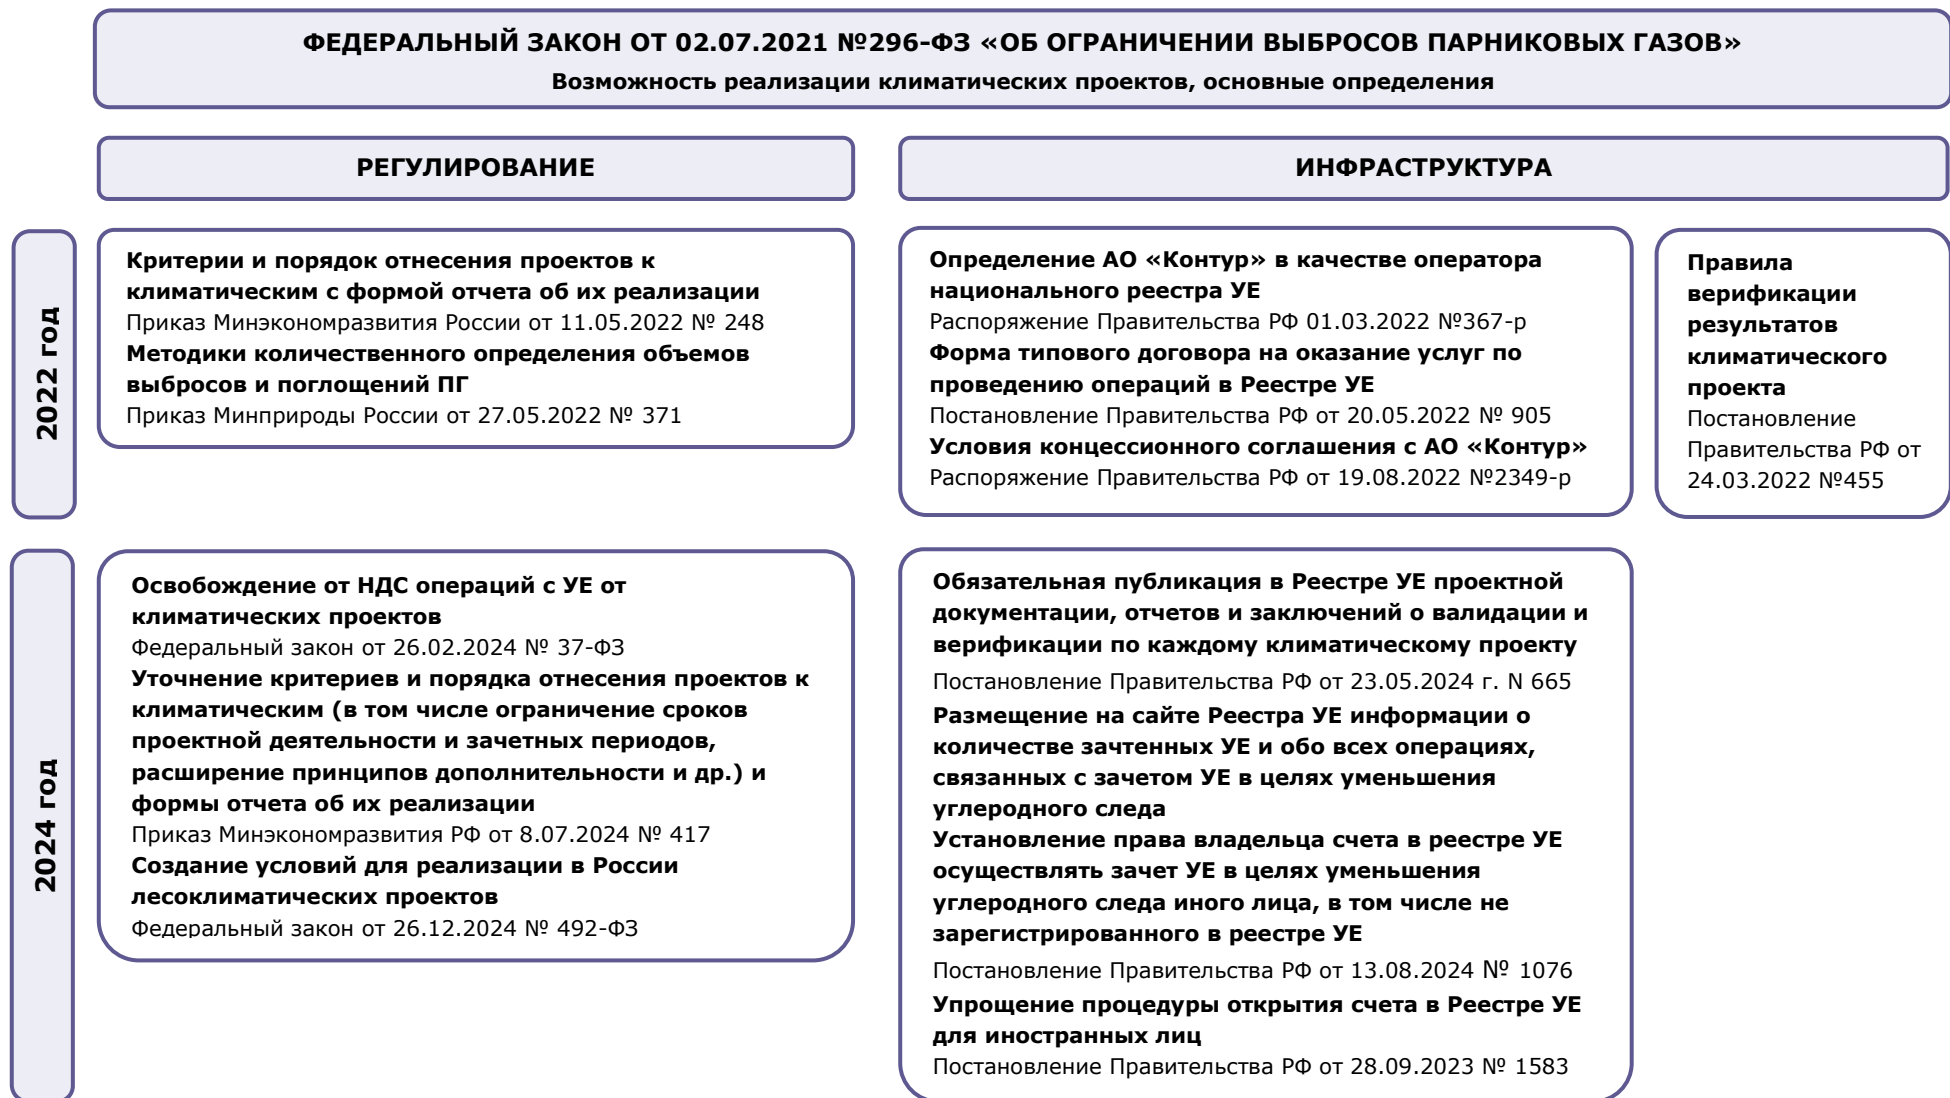 ФЕДЕРАЛЬНЫЙ ЗАКОН ОТ 02.07.2021 №296-ФЗ «ОБ ОГРАНИЧЕНИИ ВЫБРОСОВ ПАРНИКОВЫХ ГАЗОВ»
Возможность реализации климатических проектов, основные определения
РЕГУЛИРОВАНИЕ
ИНФРАСТРУКТУРА
2022 год
Критерии и порядок отнесения проектов к
климатическим с формой отчета об их реализации
Приказ Минэкономразвития России от 11.05.2022 № 248
Методики количественного определения объемов
выбросов и поглощений ПГ
Приказ Минприроды России от 27.05.2022 № 371
Определение АО «Контур» в качестве оператора
национального реестра УЕ
Распоряжение Правительства РФ 01.03.2022 №367-р
Форма типового договора на оказание услуг по
проведению операций в Реестре УЕ
Постановление Правительства РФ от 20.05.2022 № 905
Условия концессионного соглашения с АО «Контур»
Распоряжение Правительства РФ от 19.08.2022 №2349-р
Правила
верификации
результатов
климатического
проекта
Постановление
Правительства РФ от
24.03.2022 №455
2024 год
Освобождение от НДС операций с УЕ от
климатических проектов
Федеральный закон от 26.02.2024 № 37-ФЗ
Уточнение критериев и порядка отнесения проектов к
климатическим (в том числе ограничение сроков
проектной деятельности и зачетных периодов,
расширение принципов дополнительности и др.) и
формы отчета об их реализации
Приказ Минэкономразвития РФ от 8.07.2024 № 417
Создание условий для реализации в России
лесоклиматических проектов
Федеральный закон от 26.12.2024 № 492-ФЗ
Обязательная публикация в Реестре УЕ проектной
документации, отчетов и заключений о валидации и
верификации по каждому климатическому проекту
Постановление Правительства РФ от 23.05.2024 г. N 665
Размещение на сайте Реестра УЕ информации о
количестве зачтенных УЕ и обо всех операциях,
связанных с зачетом УЕ в целях уменьшения
углеродного следа
Установление права владельца счета в реестре УЕ
осуществлять зачет УЕ в целях уменьшения
углеродного следа иного лица, в том числе не
зарегистрированного в реестре УЕ
Постановление Правительства РФ от 13.08.2024 № 1076
Упрощение процедуры открытия счета в Реестре УЕ
для иностранных лиц
Постановление Правительства РФ от 28.09.2023 № 1583